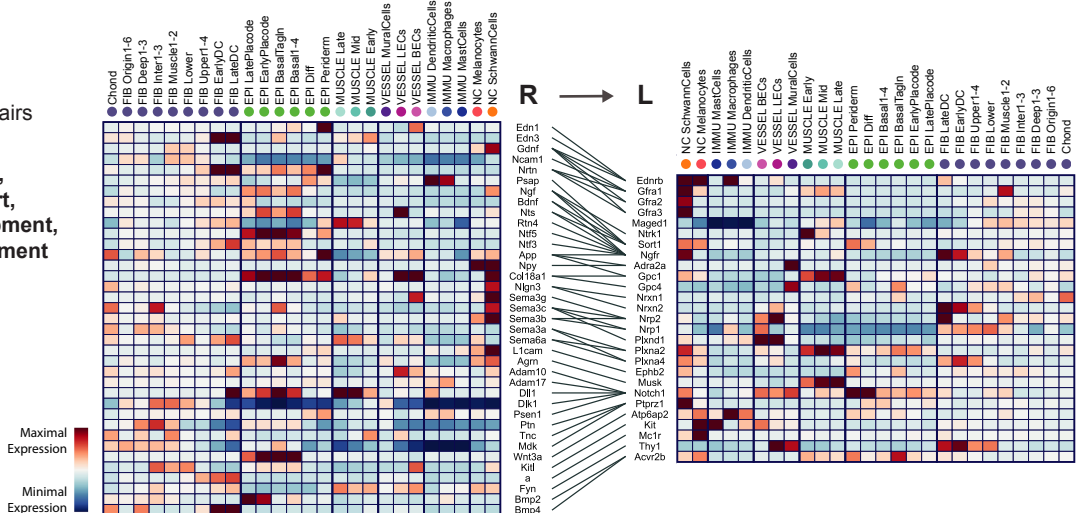 airs
,
rt,
pment,
ment
Maximal
Expression
Minimal
Expression
Chond
FIB Origin1-6
FIB Deep1-3
FIB Inter1-3
FIB Muscle1-2
FIB Lower
FIB Upper1-4
FIB EarlyDC
FIB LateDC
EPI LatePlacode
EPI EarlyPlacode
EPI BasalTagln
EPI Basal1-4
EPI Diff
EPI Periderm
MUSCLE Late
MUSCLE Mid
MUSCLE Early
VESSEL MuralCells
VESSEL LECs
VESSEL BECs
IMMU DendriticCells
IMMU Macrophages
IMMU MastCells
NC Melanocytes
NC SchwannCells
R
L
Edn1
Edn3
Gdnf
Ncam1
Nrtn
Psap
Ngf
Bdnf
Nts
Rtn4
Ntf5
Ntf3
App
Npy
Col18a1
Nlgn3
Sema3g
Sema3c
Sema3b
Sema3a
Sema6a
L1cam
Agrn
Adam10
Adam17
Dll1
Dlk1
Psen1
Ptn
Tnc
Mdk
Wnt3a
Kitl
a
Fyn
Bmp2
Bmp4
NC SchwannCells
NC Melanocytes
IMMU MastCells
IMMU Macrophages
IMMU DendriticCells
VESSEL BECs
VESSEL LECs
VESSEL MuralCells
MUSCLE Early
MUSCLE Mid
MUSCLE Late
EPI Periderm
EPI Diff
EPI Basal1-4
EPI BasalTagln
EPI EarlyPlacode
EPI LatePlacode
FIB LateDC
FIB EarlyDC
FIB Upper1-4
FIB Lower
FIB Muscle1-2
FIB Inter1-3
FIB Deep1-3
FIB Origin1-6
Chond
Ednrb
Gfra1
Gfra2
Gfra3
Maged1
Ntrk1
Sort1
Ngfr
Adra2a
Gpc1
Gpc4
Nrxn1
Nrxn2
Nrp2
Nrp1
Plxnd1
Plxna2
Plxna4
Ephb2
Musk
Notch1
Ptprz1
Atp6ap2
Kit
Mc1r
Thy1
Acvr2b